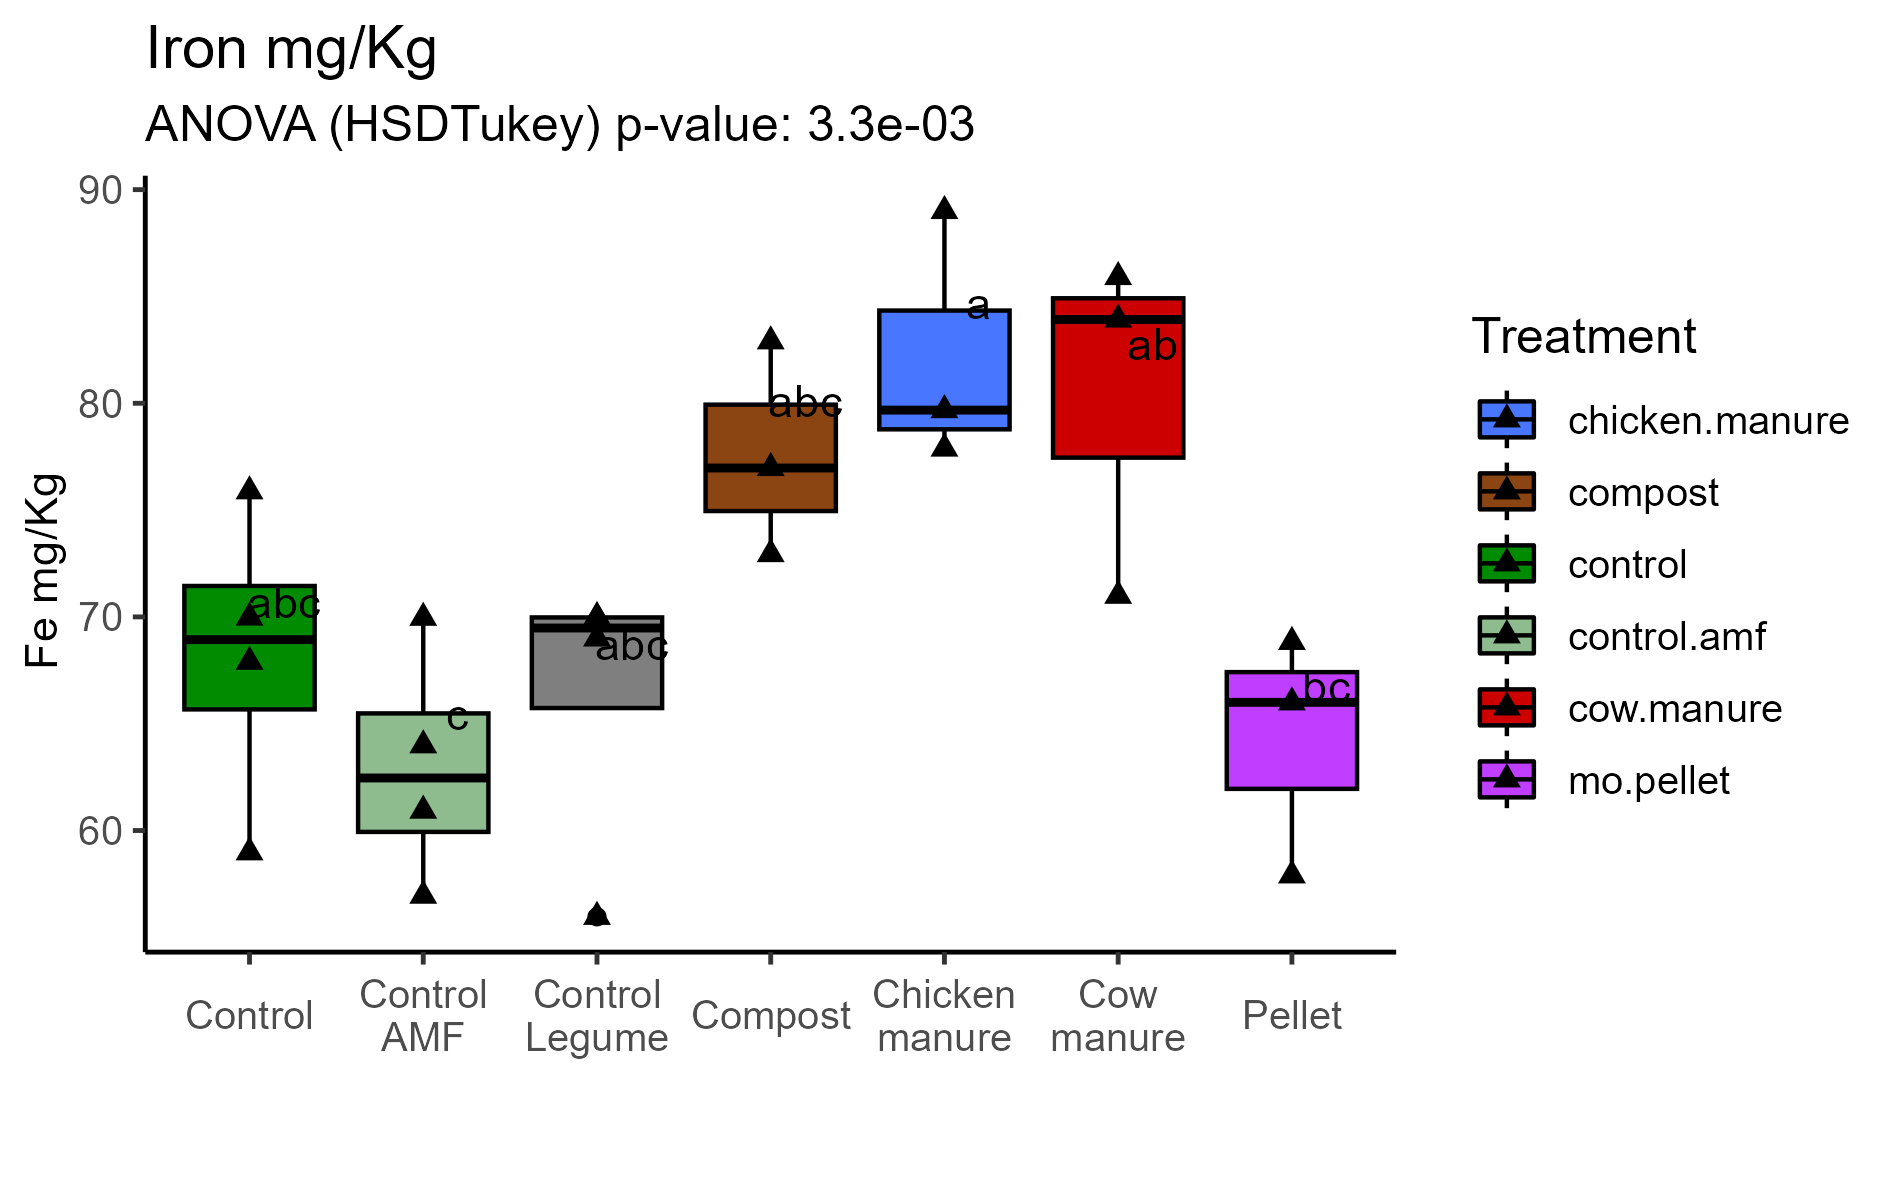 Iron mg/Kg
ANOVA (HSDTukey) p-value: 3.3e-03
Fe mg/Kg
90
80
70
60
abc
c
abc
abc
a
ab
bc
Control
Control
AMF
Control
Legume
Compost
Chicken
manure
Cow
manure
Pellet
Treatment
chicken.manure
compost
control
control.amf
cow.manure
mo.pellet